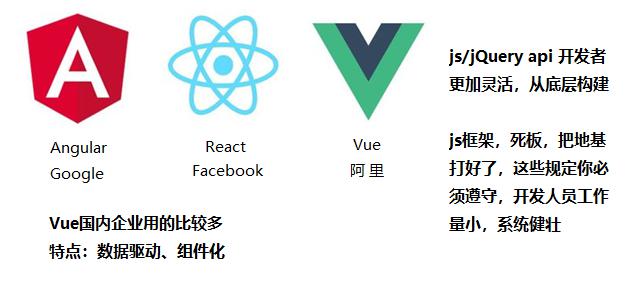 A
Angular
Google
React
Facebook
Vue
阿里
js/jQuery api 开发者
更加灵活，从底层构建
js框架，死板，把地基
打好了，这些规定你必
须遵守，开发人员工作
量小，系统健壮
Vue国内企业用的比较多
特点：数据驱动、组件化